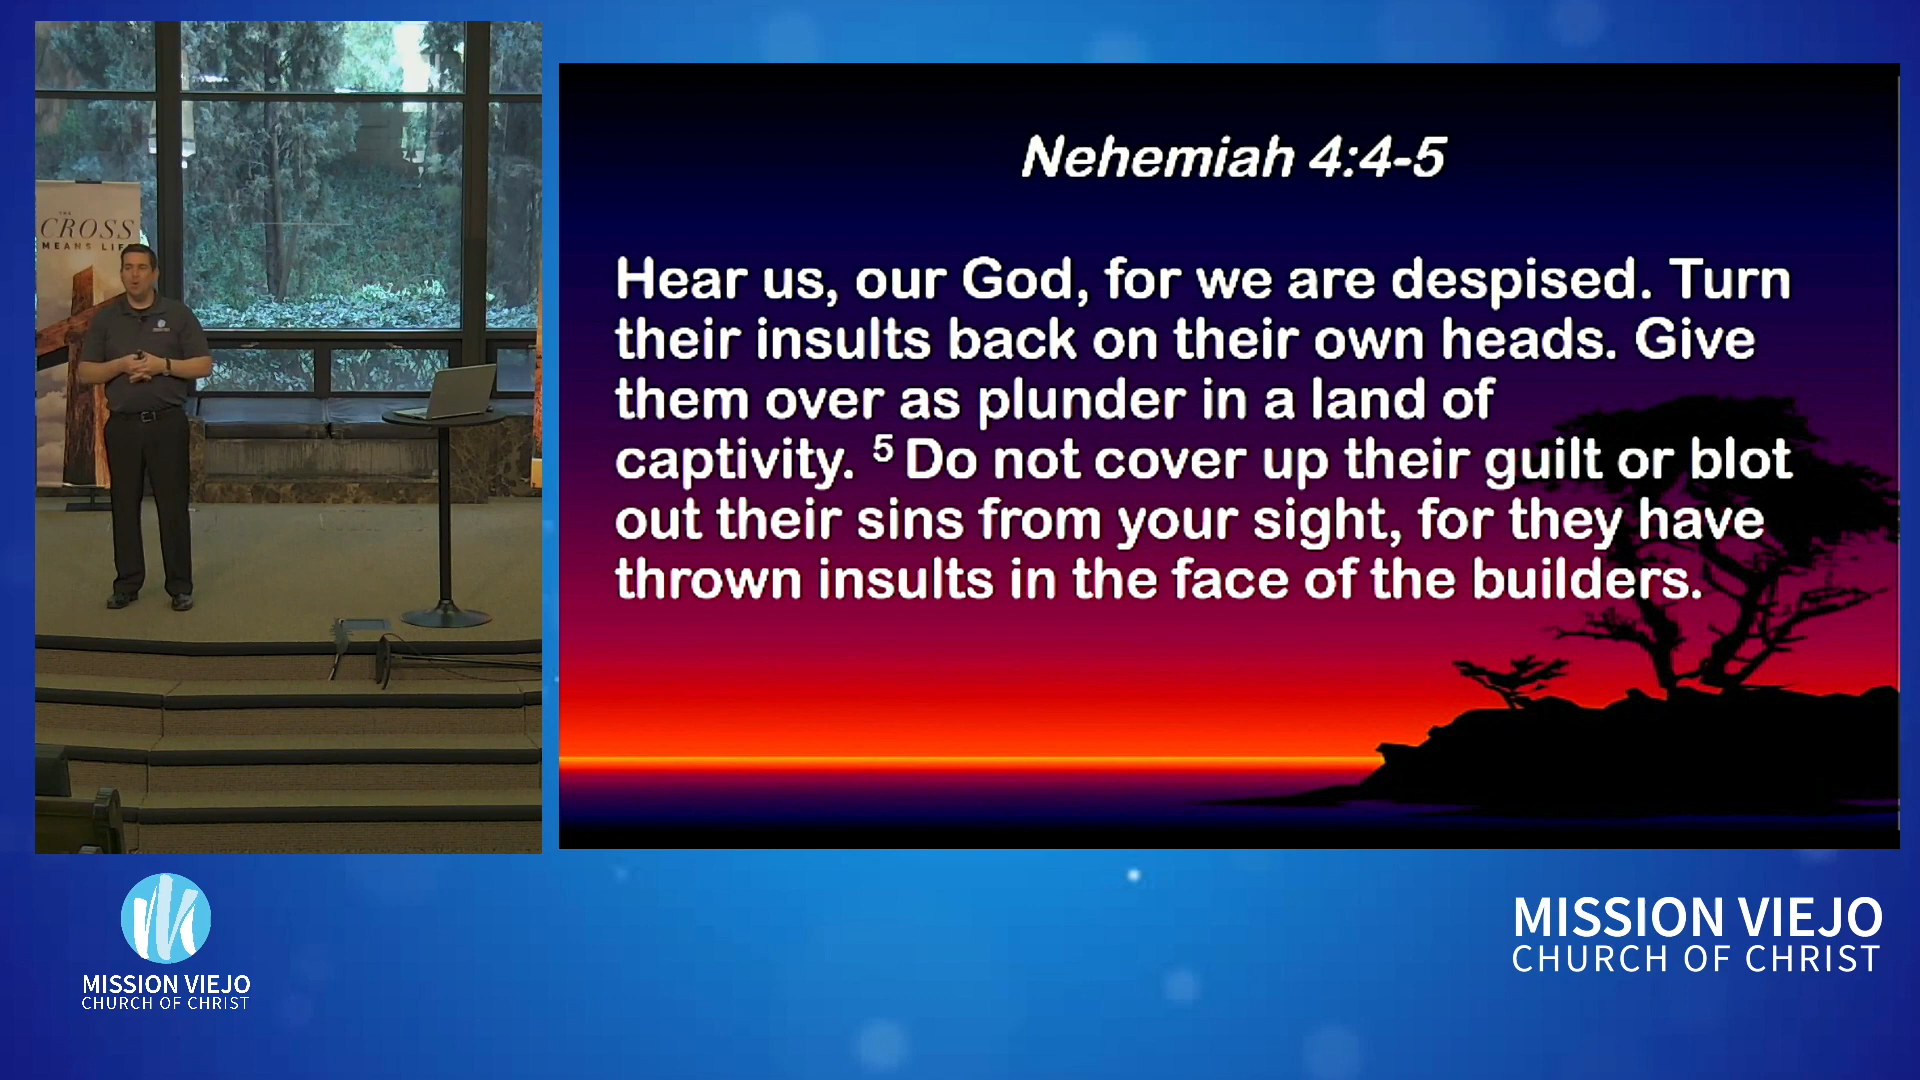 THE
CROSS
MEANS LIFE
Nehemiah 4:4-5
Hear us, our God, for we are despised. Turn
their insults back on their own heads. Give
them over as plunder in a land of
captivity. 5 Do not cover up their guilt or blot
out their sins from your sight, for they have
thrown insults in the face of the builders.
MISSION VIEJO
CHURCH OF CHRIST
MISSION VIEJO
CHURCH OF CHRIST